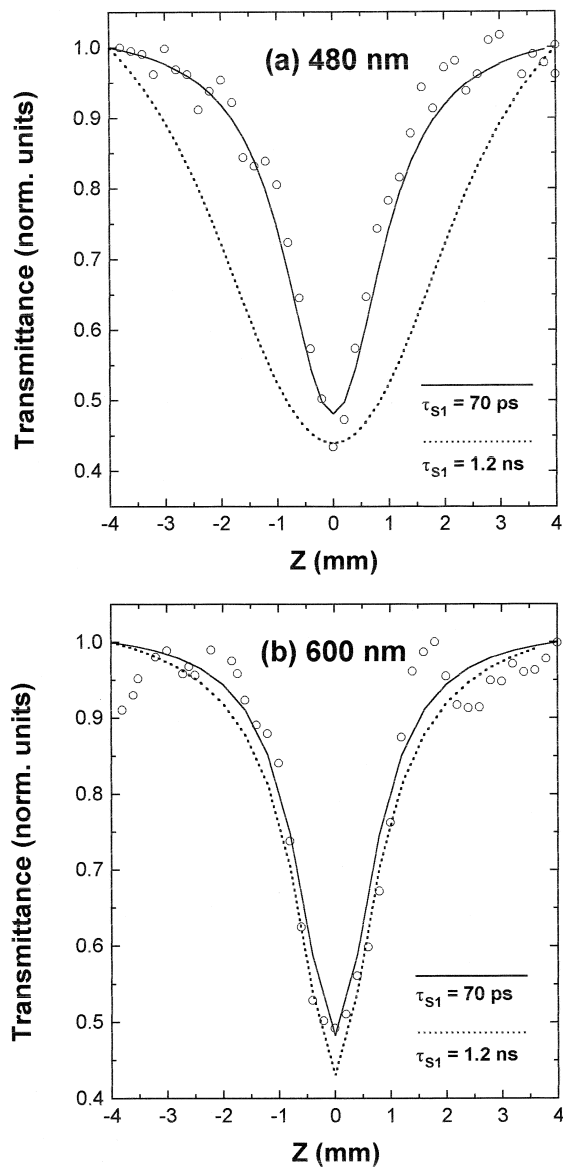 (a) 480 nm
Transmittance (norm. units)
1.0
0.9
0.8
0.7
0.6
0.5
0.4
τS1 = 70 ps
τS1 = 1.2 ns
-4 -3 -2 -1 0 1 2 3 4
Z (mm)
(b) 600 nm
Transmittance (norm. units)
1.0
0.9
0.8
0.7
0.6
0.5
0.4
τS1 = 70 ps
τS1 = 1.2 ns
-4 -3 -2 -1 0 1 2 3 4
Z (mm)